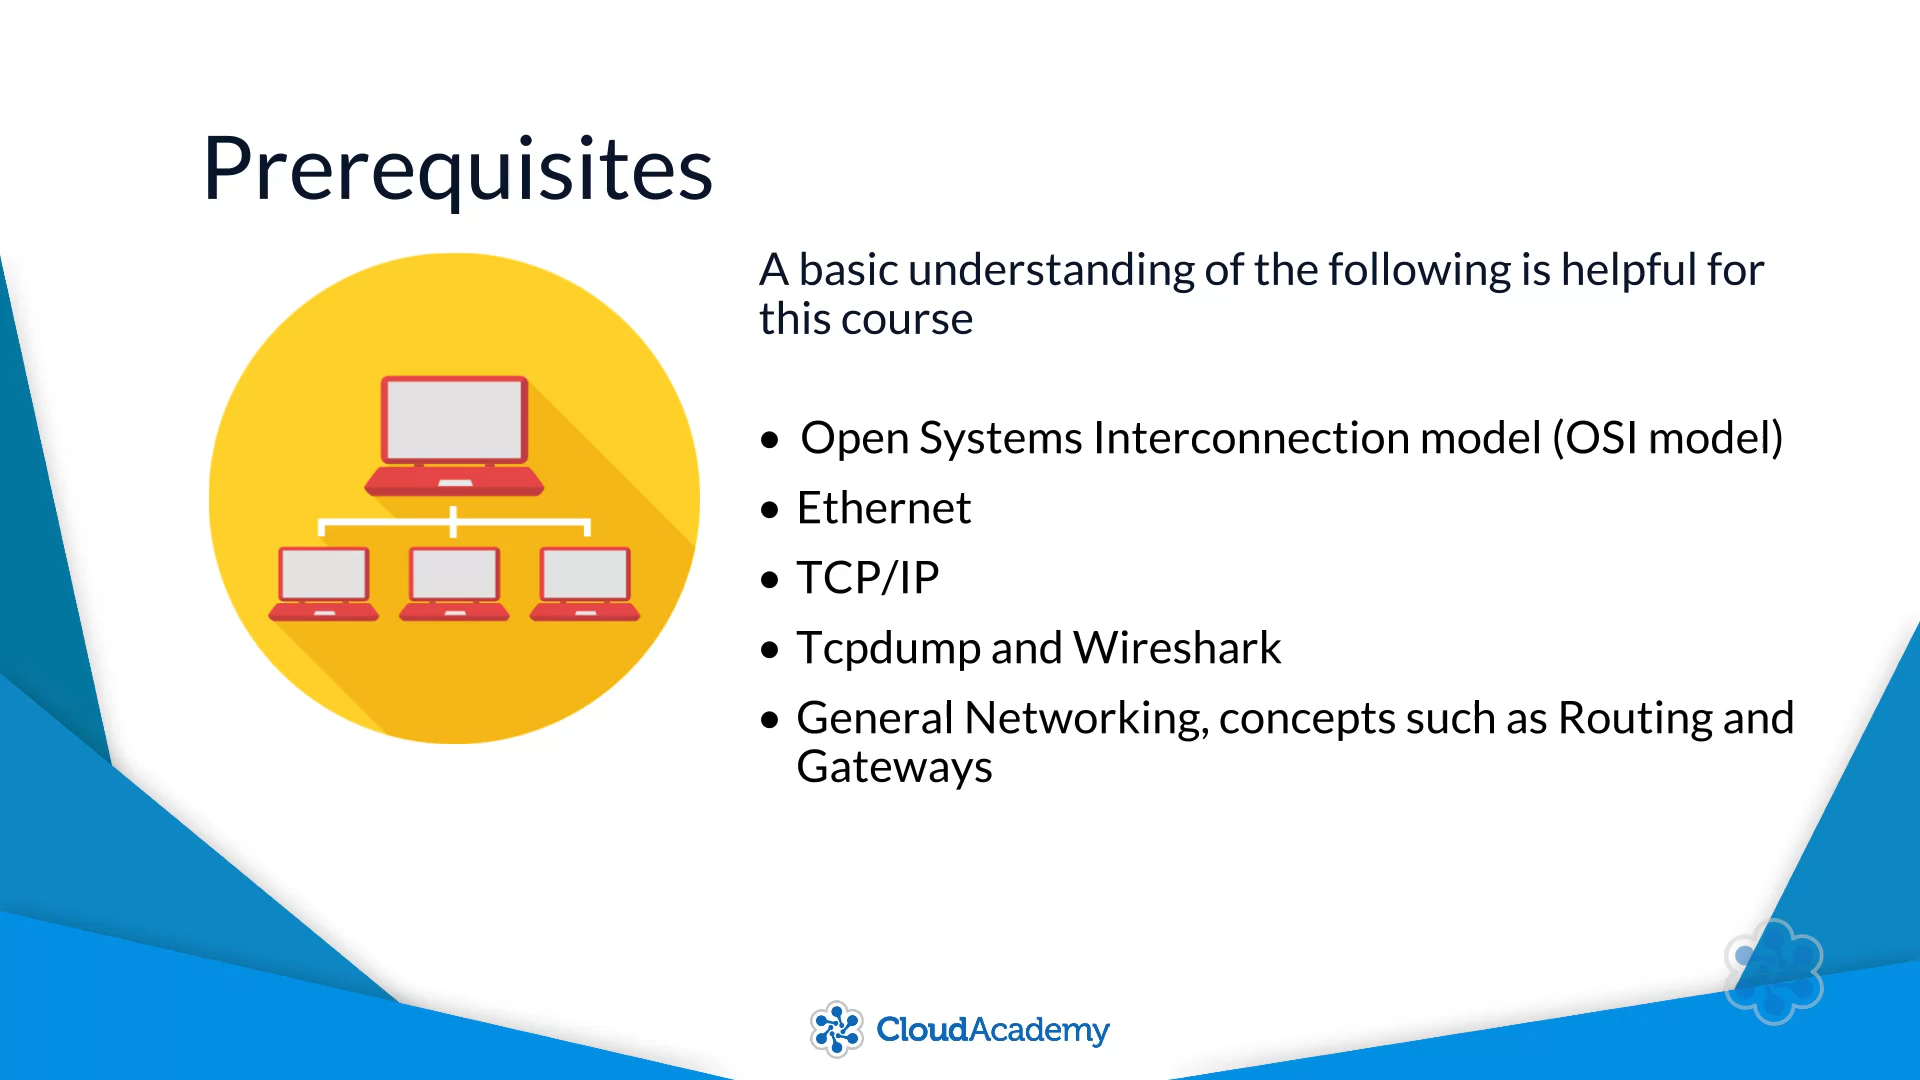 Prerequisites
A basic understanding of the following is helpful for
this course
• Open Systems Interconnection model (OSI model)
• Ethernet
• TCP/IP
• Tcpdump and Wireshark
• General Networking, concepts such as Routing and
Gateways
CloudAcademy